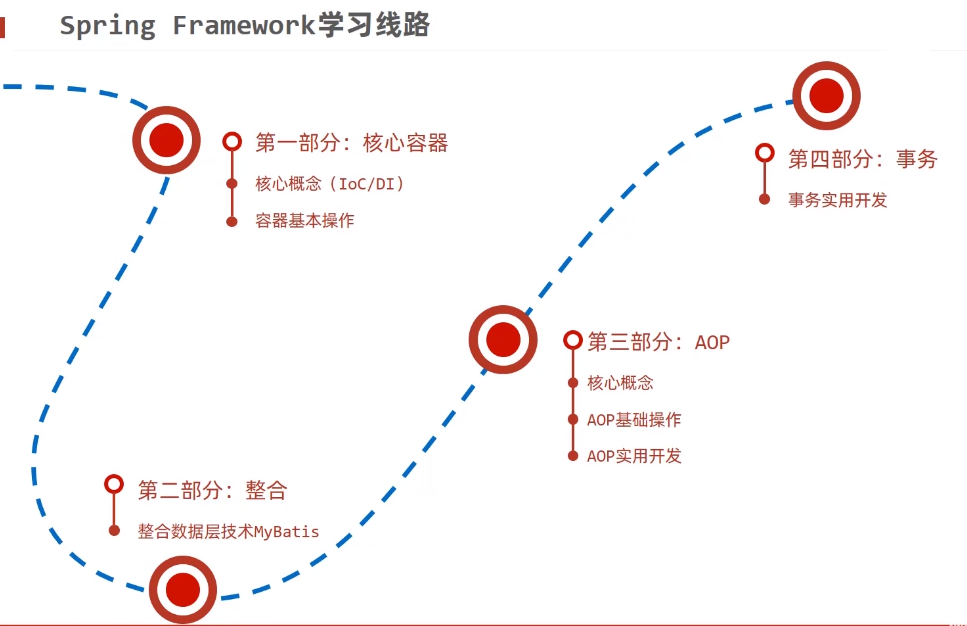 Spring Framework学习线路
第一部分：核心容器
核心概念（IoC/DI）
容器基本操作
第二部分：整合
整合数据层技术MyBatis
第三部分：AOP
核心概念
AOP基础操作
AOP实用开发
第四部分：事务
事务实用开发